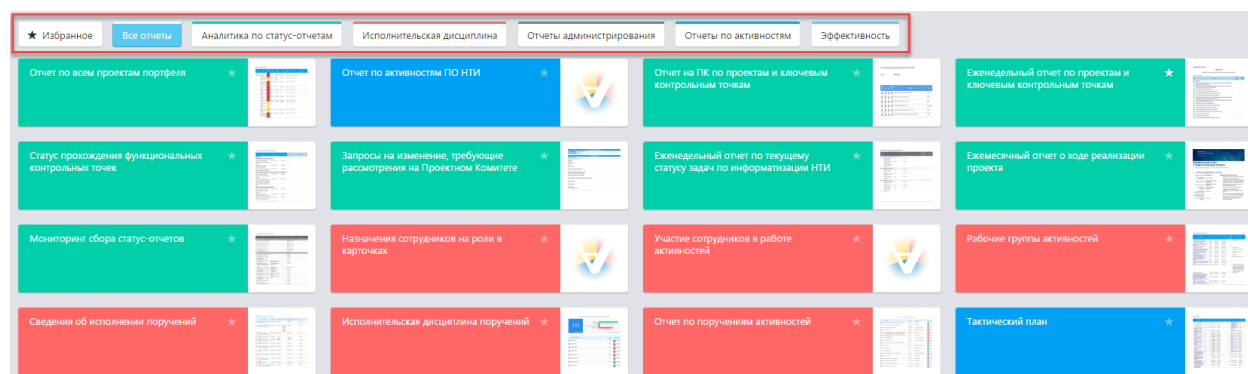 Избранное
Все отчеты
Аналитика по статус-отчетам
Исполнительская дисциплина
Отчеты администрирования
Отчеты по активностям
Эффективность
Отчет по всем проектам портфеля
Отчет по активностям ПО НТИ
Отчет на ПК по проектам и ключевым
контрольным точкам
Еженедельный отчет по проектам и
ключевым контрольным точкам
Статус прохождения функциональных
контрольных точек
Запросы на изменение, требующие
рассмотрения на Проектном Комитете
Еженедельный отчет по текущему
статусу задач по информатизации НТИ
Ежемесячный отчет о ходе реализации
проекта
Мониторинг сбора статус-отчетов
Назначения сотрудников на роли в
карточках
Участие сотрудников в работе
активностей
Рабочие группы активностей
Сведения об исполнении поручений
Исполнительская дисциплина поручений
Отчет по поручениям активностей
Тактический план